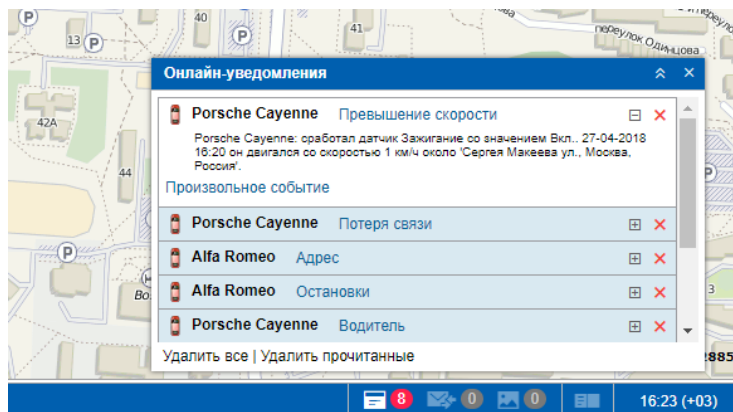 40
41
13
переулок Одинцова
Онлайн-уведомления
42А
Porsche Cayenne Превышение скорости
Porsche Cayenne: сработал датчик Зажигание со значением Вкл.. 27-04-2018
16:20 он двигался со скоростью 1 км/ч около 'Сергея Макеева ул., Москва,
Россия'.
44
Произвольное событие
Porsche Cayenne Потеря связи
Alfa Romeo Адрес
Alfa Romeo Остановки
Во
3
Porsche Cayenne Водитель
Удалить все | Удалить прочитанные
2885
8 0 0 16:23 (+03)